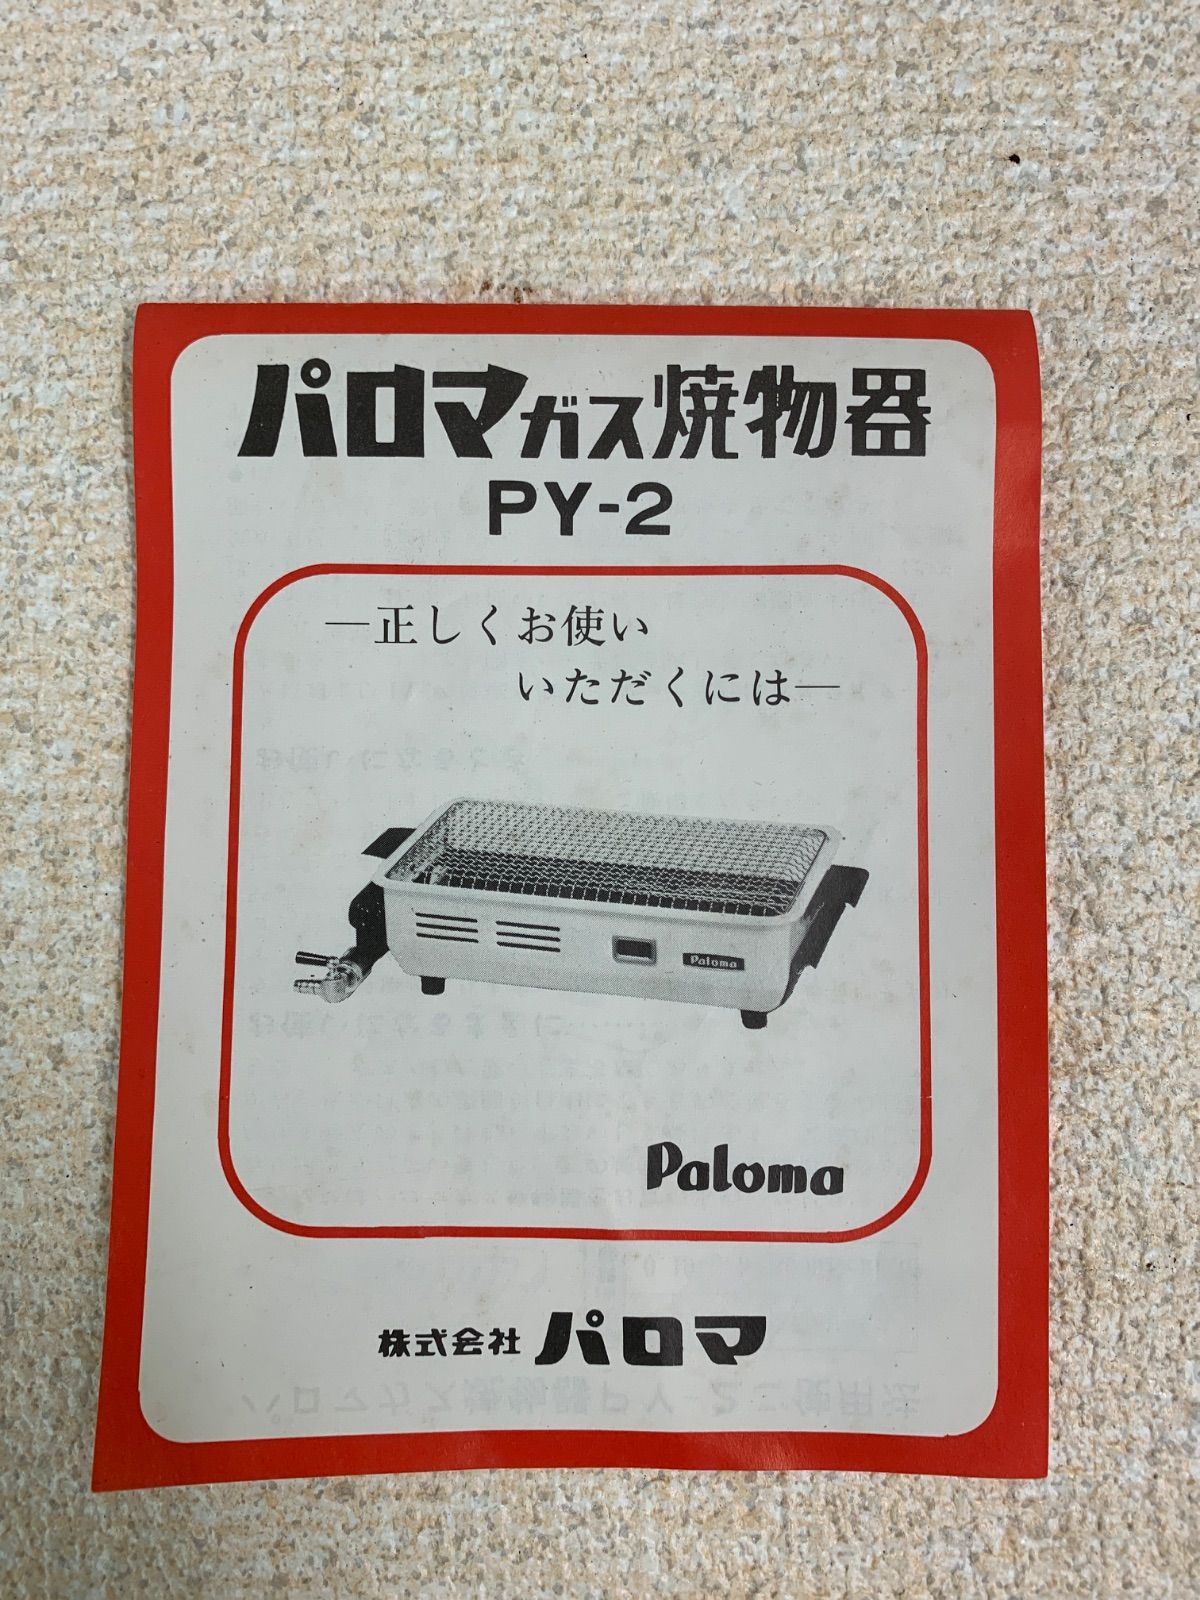 パロマガス焼物器
PY-2
―正しくお使い
いただくには―
Paloma
Paloma
株式会社 パロマ